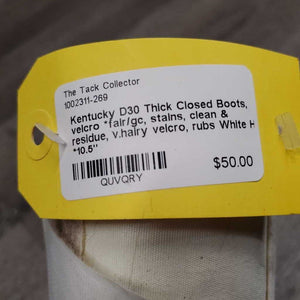 The Tack Collector
1002311-269
Kentucky D30 Thick Closed Boots,
velcro *fair/gc, stains, clean &
residue, v.hairy velcro, rubs White H
*10.5"
$50.00
QUVQRY